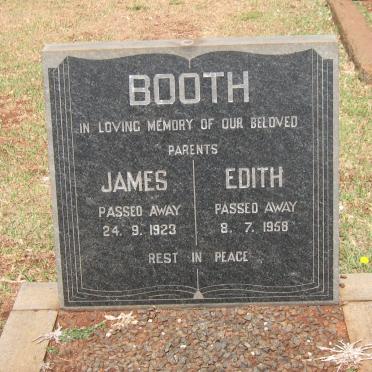 BOOTH
IN LOVING MEMORY OF OUR BELOVED
PARENTS
JAMES
PASSED AWAY
24. 9. 1923
EDITH
PASSED AWAY
8. 7. 1958
REST IN PEACE